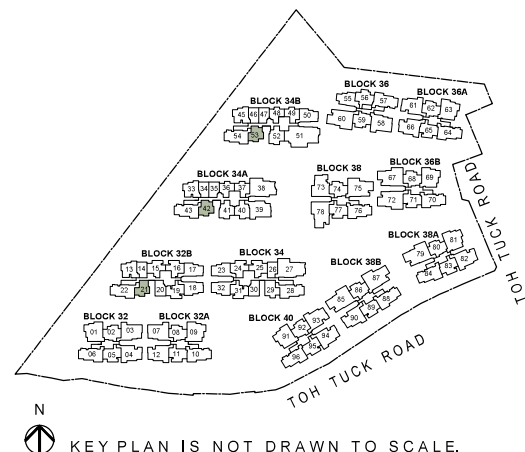 BLOCK 36
55 56 57
60 59 58
BLOCK 36A
61 62 63
66 65 64
BLOCK 34B
45 46 47 48 49 50
54 53 52 51
BLOCK 34A
33 34 35 36 37 38
43 42 41 40 39
BLOCK 38
73 74 75
78 77 76
BLOCK 36B
67 68 69
72 71 70
TOH TUCK ROAD
BLOCK 32B
13 14 15 16 17
22 21 20 19 18
BLOCK 34
23 24 25 26 27
32 31 30 29 28
BLOCK 38A
79 80 81
84 83 82
BLOCK 38B
85 86 87
90 89 88
BLOCK 32
01 02 03
06 05 04
BLOCK 32A
07 08 09
12 11 10
BLOCK 40
91 92 93
96 95 94
TOH TUCK ROAD
N
KEY PLAN IS NOT DRAWN TO SCALE.